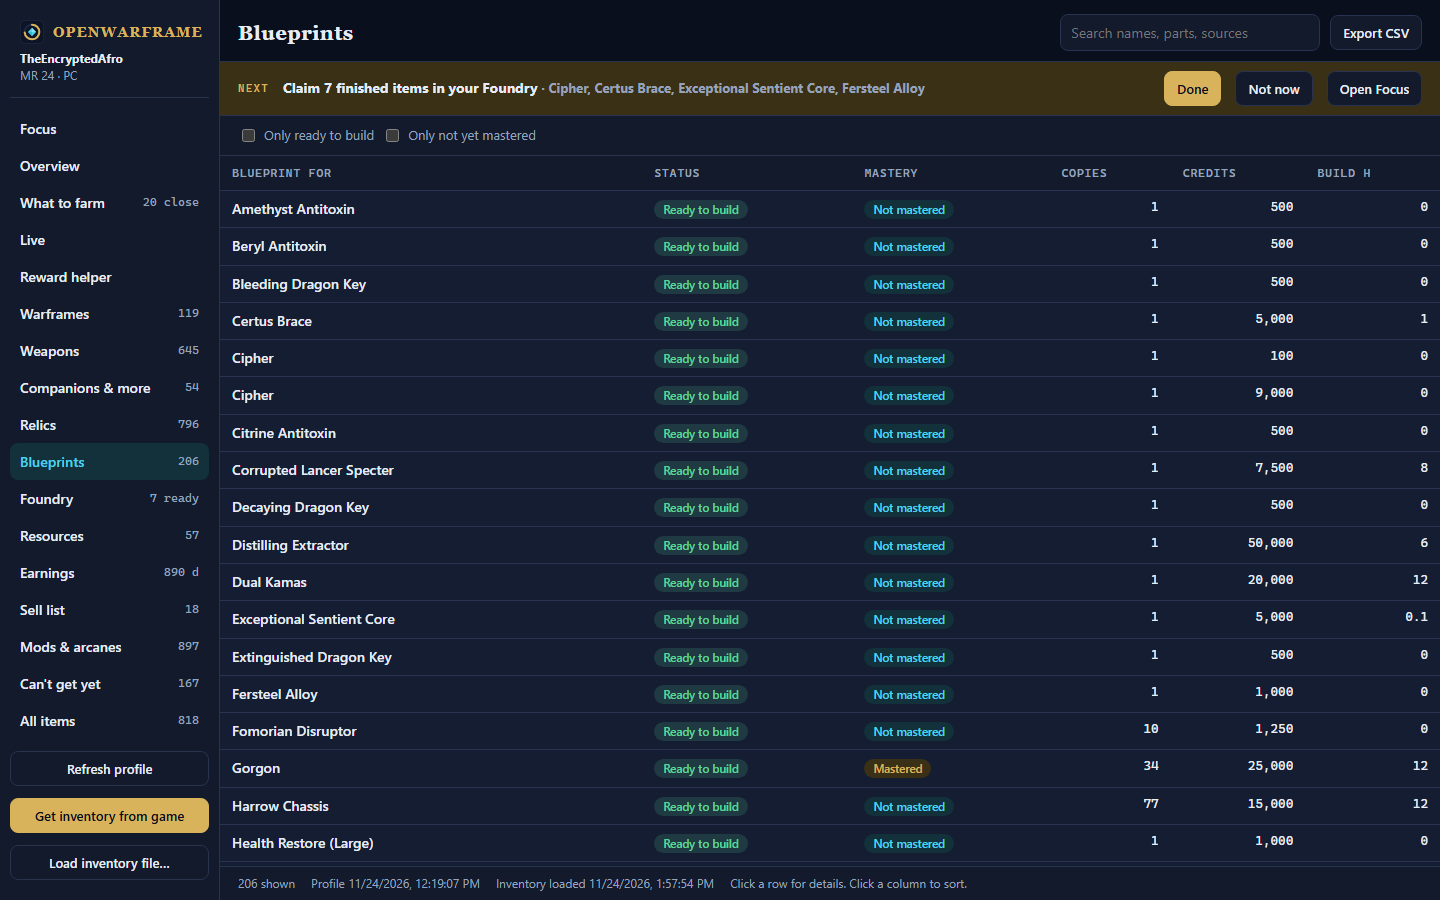 OPENWARFRAME
TheEncryptedAfro
MR 24 · PC
Focus
Overview
What to farm 20 close
Live
Reward helper
Warframes 119
Weapons 645
Companions & more 54
Relics 796
Blueprints 206
Foundry 7 ready
Resources 57
Earnings 890 d
Sell list 18
Mods & arcanes 897
Can't get yet 167
All items 818
Refresh profile
Get inventory from game
Load inventory file...
Blueprints
Search names, parts, sources
Export CSV
NEXT Claim 7 finished items in your Foundry · Cipher, Certus Brace, Exceptional Sentient Core, Fersteel Alloy
Done
Not now
Open Focus
Only ready to build Only not yet mastered
BLUEPRINT FOR STATUS MASTERY COPIES CREDITS BUILD H
Amethyst Antitoxin Ready to build Not mastered 1 500 0
Beryl Antitoxin Ready to build Not mastered 1 500 0
Bleeding Dragon Key Ready to build Not mastered 1 500 0
Certus Brace Ready to build Not mastered 1 5,000 1
Cipher Ready to build Not mastered 1 100 0
Cipher Ready to build Not mastered 1 9,000 0
Citrine Antitoxin Ready to build Not mastered 1 500 0
Corrupted Lancer Specter Ready to build Not mastered 1 7,500 8
Decaying Dragon Key Ready to build Not mastered 1 500 0
Distilling Extractor Ready to build Not mastered 1 50,000 6
Dual Kamas Ready to build Not mastered 1 20,000 12
Exceptional Sentient Core Ready to build Not mastered 1 5,000 0.1
Extinguished Dragon Key Ready to build Not mastered 1 500 0
Fersteel Alloy Ready to build Not mastered 1 1,000 0
Fomorian Disruptor Ready to build Not mastered 10 1,250 0
Gorgon Ready to build Mastered 34 25,000 12
Harrow Chassis Ready to build Not mastered 77 15,000 12
Health Restore (Large) Ready to build Not mastered 1 1,000 0
206 shown Profile 11/24/2026, 12:19:07 PM Inventory loaded 11/24/2026, 1:57:54 PM Click a row for details. Click a column to sort.